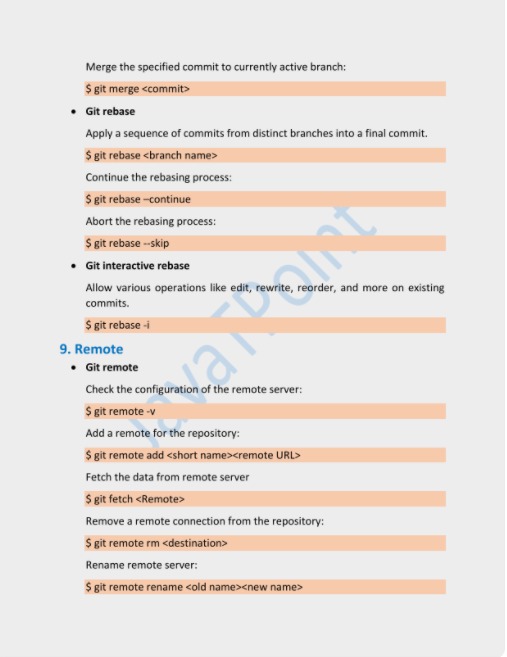 Merge the specified commit to currently active branch:
$ git merge <commit>
• Git rebase
Apply a sequence of commits from distinct branches into a final commit.
$ git rebase <branch name>
Continue the rebasing process:
$ git rebase –continue
Abort the rebasing process:
$ git rebase --skip
• Git interactive rebase
Allow various operations like edit, rewrite, reorder, and more on existing
commits.
$ git rebase -i
9. Remote
• Git remote
Check the configuration of the remote server:
$ git remote -v
Add a remote for the repository:
$ git remote add <short name><remote URL>
Fetch the data from remote server
$ git fetch <Remote>
Remove a remote connection from the repository:
$ git remote rm <destination>
Rename remote server:
$ git remote rename <old name><new name>
JavaTPoint